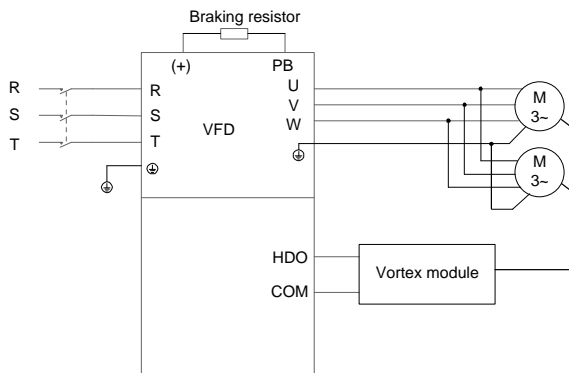 Braking resistor
(+) PB
R R U
S S V
T T W
VFD
M
3~
M
3~
HDO
COM
Vortex module